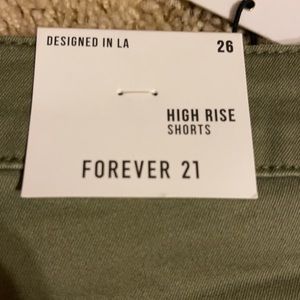 DESIGNED IN LA 26
HIGH RISE
SHORTS
FOREVER 21